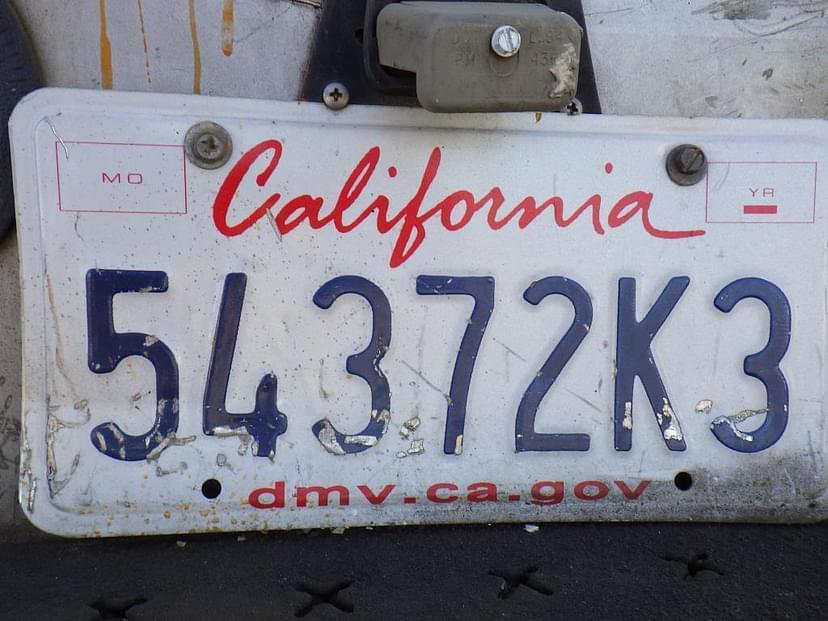 MO
California
YR
54372K3
dmv.ca.gov